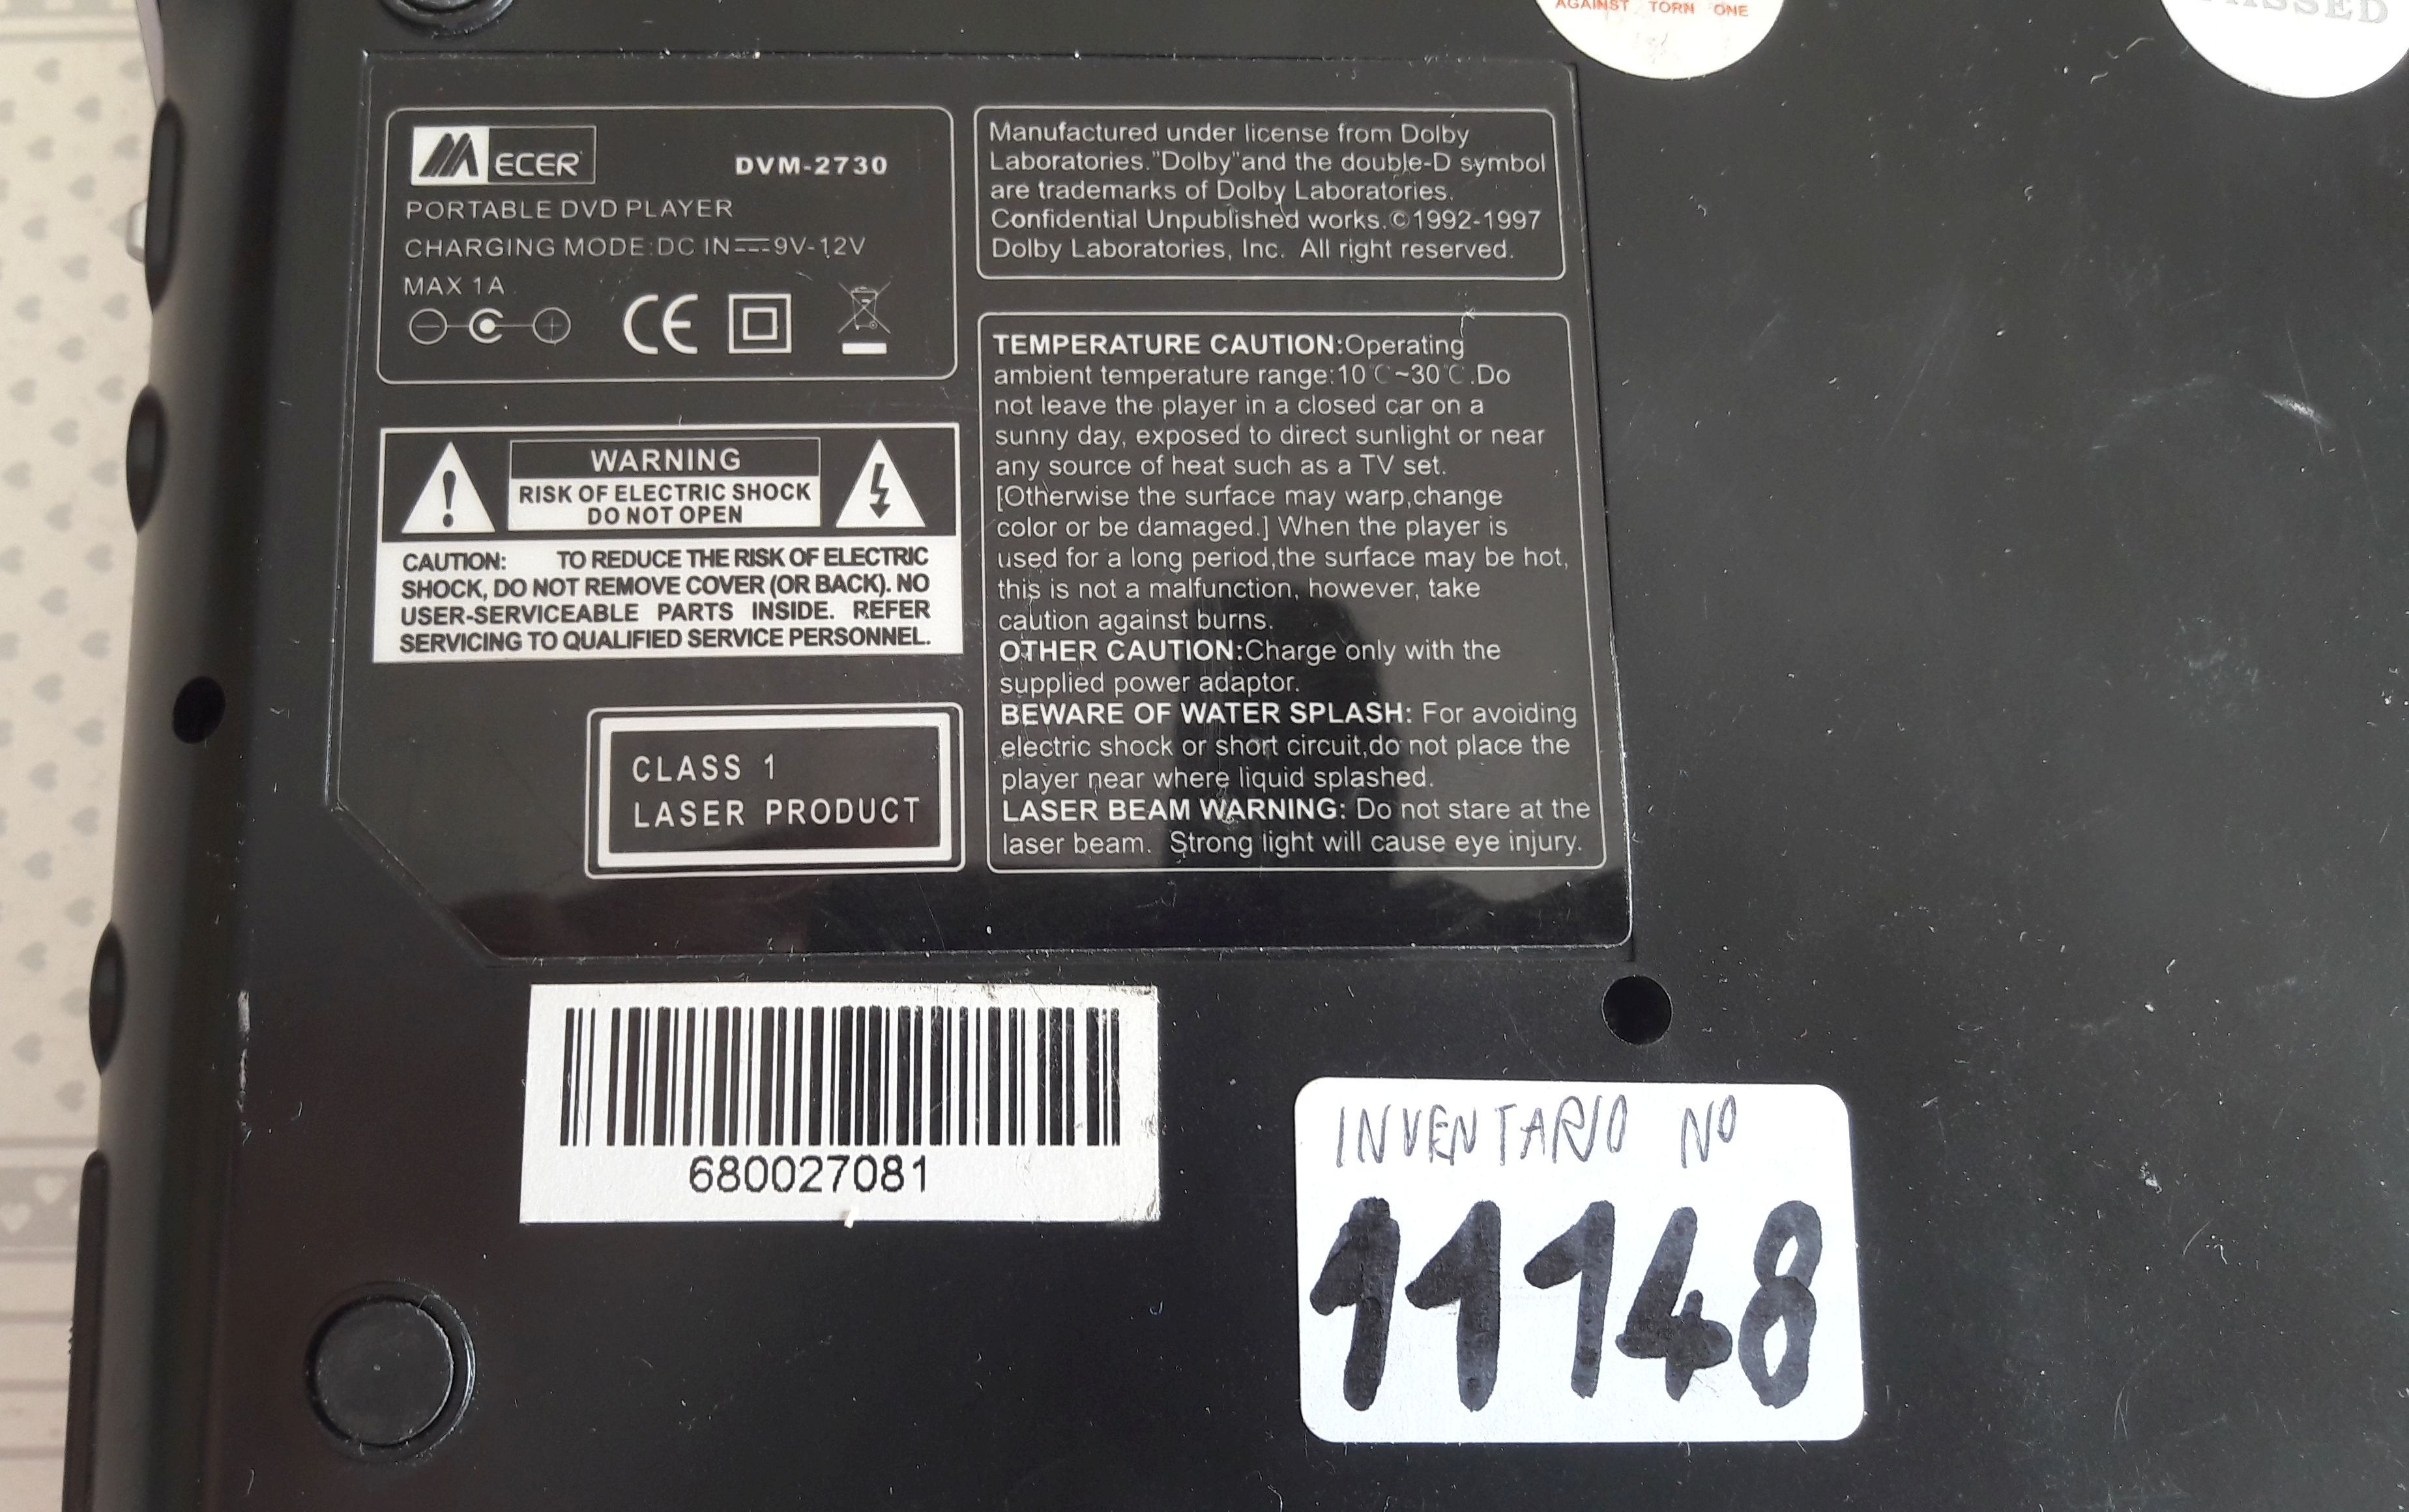 AGAINST TORN ONE
PASSED
MECER
DVM-2730
PORTABLE DVD PLAYER
CHARGING MODE:DC IN⎓9V-12V
MAX 1A
CE
WARNING
RISK OF ELECTRIC SHOCK
DO NOT OPEN
CAUTION: TO REDUCE THE RISK OF ELECTRIC
SHOCK, DO NOT REMOVE COVER (OR BACK). NO
USER-SERVICEABLE PARTS INSIDE. REFER
SERVICING TO QUALIFIED SERVICE PERSONNEL.
CLASS 1
LASER PRODUCT
Manufactured under license from Dolby
Laboratories."Dolby"and the double-D symbol
are trademarks of Dolby Laboratories.
Confidential Unpublished works.©1992-1997
Dolby Laboratories, Inc. All right reserved.
TEMPERATURE CAUTION:Operating
ambient temperature range:10℃~30℃.Do
not leave the player in a closed car on a
sunny day, exposed to direct sunlight or near
any source of heat such as a TV set.
[Otherwise the surface may warp,change
color or be damaged.] When the player is
used for a long period,the surface may be hot,
this is not a malfunction, however, take
caution against burns.
OTHER CAUTION:Charge only with the
supplied power adaptor.
BEWARE OF WATER SPLASH: For avoiding
electric shock or short circuit,do not place the
player near where liquid splashed.
LASER BEAM WARNING: Do not stare at the
laser beam. Strong light will cause eye injury.
680027081
INVENTARIO Nº
11148